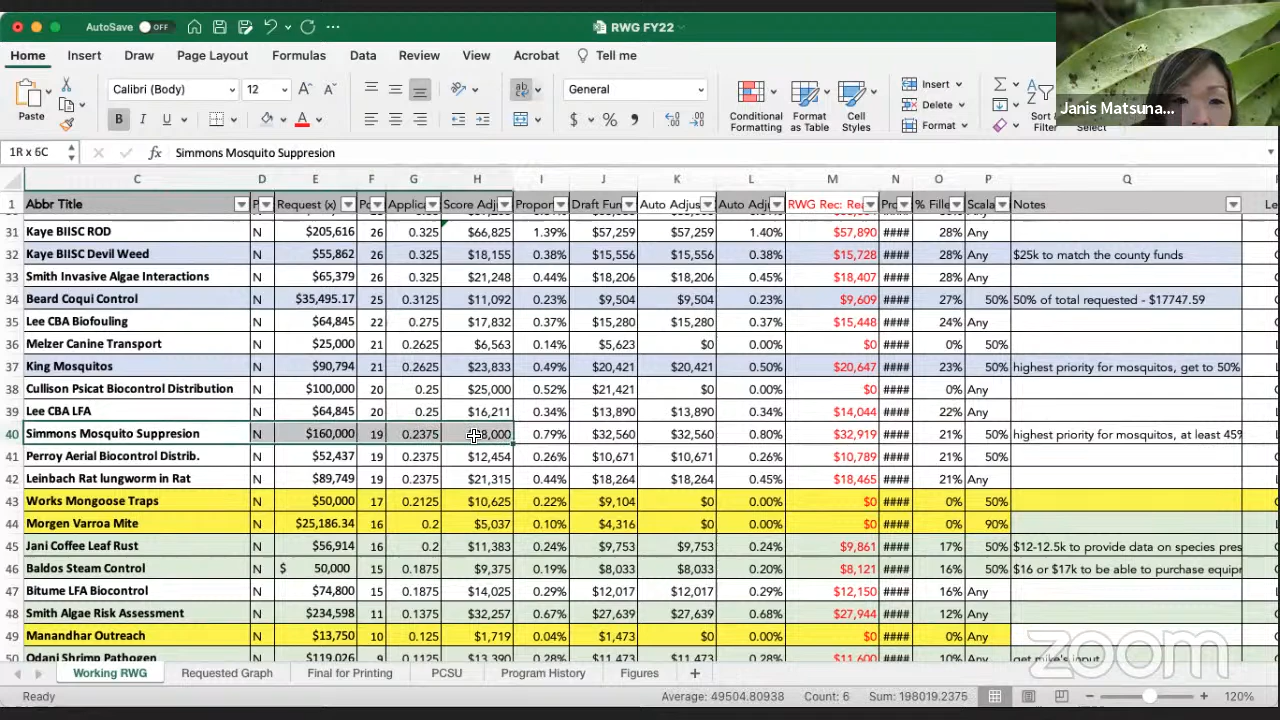 AutoSave OFF RWG FY22
Home Insert Draw Page Layout Formulas Data Review View Acrobat Tell me
Paste Calibri (Body) 12 General Conditional Formatting Format as Table Cell Styles Insert Delete Format Sort & Filter Select
Janis Matsuna...
1R x 6C fx Simmons Mosquito Suppresion
C D E F G H I J K L M N O P Q
1 Abbr Title P Request (x) Po Applica Score Adj Propor Draft Fun Auto Adjus Auto Adj RWG Rec: Re Pro % Fille Scala Notes
31 Kaye BIISC ROD N $205,616 26 0.325 $66,825 1.39% $57,259 $57,259 1.40% $57,890 #### 28% Any
32 Kaye BIISC Devil Weed N $55,862 26 0.325 $18,155 0.38% $15,556 $15,556 0.38% $15,728 #### 28% Any $25k to match the county funds
33 Smith Invasive Algae Interactions N $65,379 26 0.325 $21,248 0.44% $18,206 $18,206 0.45% $18,407 #### 28% Any
34 Beard Coqui Control N $35,495.17 25 0.3125 $11,092 0.23% $9,504 $9,504 0.23% $9,609 #### 27% 50% 50% of total requested - $17747.59
35 Lee CBA Biofouling N $64,845 22 0.275 $17,832 0.37% $15,280 $15,280 0.37% $15,448 #### 24% Any
36 Melzer Canine Transport N $25,000 21 0.2625 $6,563 0.14% $5,623 $0 0.00% $0 #### 0% 50%
37 King Mosquitos N $90,794 21 0.2625 $23,833 0.49% $20,421 $20,421 0.50% $20,647 #### 23% 50% highest priority for mosquitos, get to 50%
38 Cullison Psicat Biocontrol Distribution N $100,000 20 0.25 $25,000 0.52% $21,421 $0 0.00% $0 #### 0% Any
39 Lee CBA LFA N $64,845 20 0.25 $16,211 0.34% $13,890 $13,890 0.34% $14,044 #### 22% Any
40 Simmons Mosquito Suppresion N $160,000 19 0.2375 0.79% $32,560 $32,560 0.80% $32,919 #### 21% 50% highest priority for mosquitos, at least 45%
41 Perroy Aerial Biocontrol Distrib. N $52,437 19 0.2375 $12,454 0.26% $10,671 $10,671 0.26% $10,789 #### 21% 50%
42 Leinbach Rat lungworm in Rat N $89,749 19 0.2375 $21,315 0.44% $18,264 $18,264 0.45% $18,465 #### 21% Any
43 Works Mongoose Traps N $50,000 17 0.2125 $10,625 0.22% $9,104 $0 0.00% $0 #### 0% 50%
44 Morgen Varroa Mite N $25,186.34 16 0.2 $5,037 0.10% $4,316 $0 0.00% $0 #### 0% 90%
45 Jani Coffee Leaf Rust N $56,914 16 0.2 $11,383 0.24% $9,753 $9,753 0.24% $9,861 #### 17% 50% $12-12.5k to provide data on species pres
46 Baldos Steam Control N $ 50,000 15 0.1875 $9,375 0.19% $8,033 $8,033 0.20% $8,121 #### 16% 50% $16 or $17k to be able to purchase equipr
47 Bitume LFA Biocontrol N $74,800 15 0.1875 $14,025 0.29% $12,017 $12,017 0.29% $12,150 #### 16% Any
48 Smith Algae Risk Assessment N $234,598 11 0.1375 $32,257 0.67% $27,639 $27,639 0.68% $27,944 #### 12% Any
49 Manandhar Outreach N $13,750 10 0.125 $1,719 0.04% $1,473 $0 0.00% $0 #### 0% Any
50 Odani Shrimp Pathogen N $119,026 9 0.1125 $13,390 0.28% $11,473 $11,473 0.28% $11,600 #### 10% Any get mike's input
zoom
Working RWG Requested Graph Final for Printing PCSU Program History Figures +
Ready Average: 49504.80938 Count: 6 Sum: 198019.2375 120%